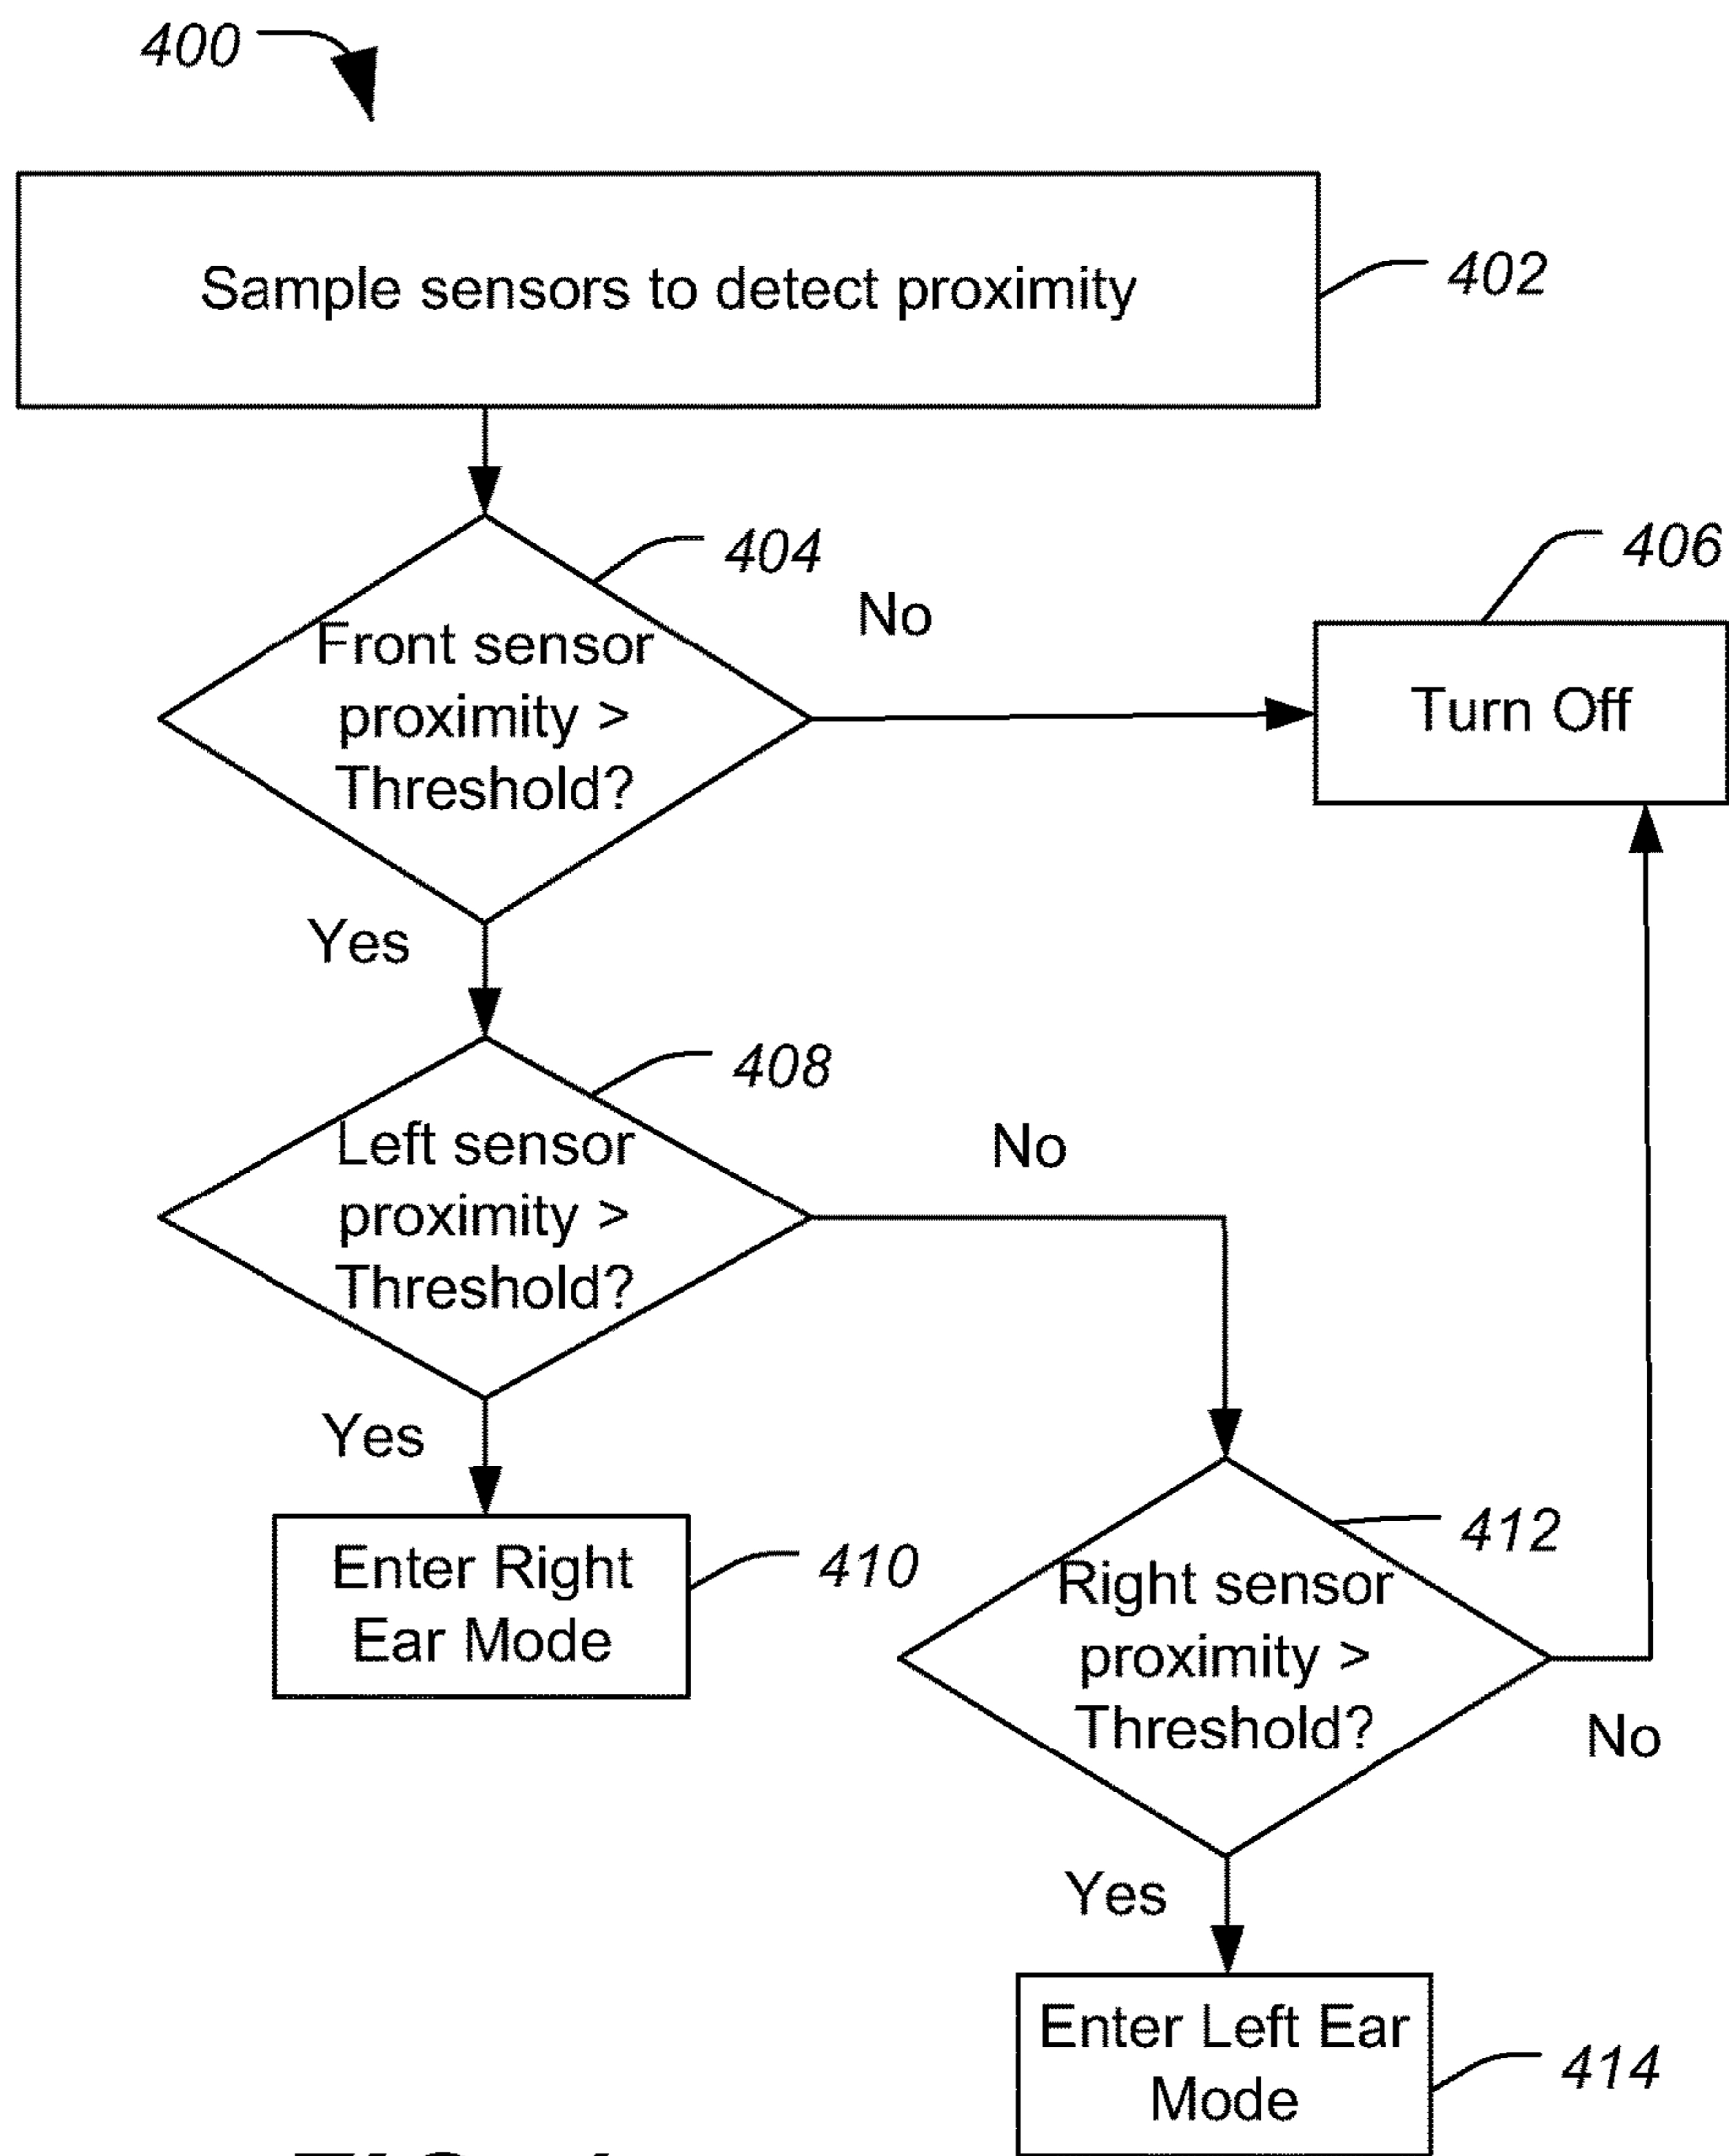 400
Sample sensors to detect proximity
402
404
Front sensor
proximity >
Threshold?
No
406
Turn Off
Yes
408
Left sensor
proximity >
Threshold?
No
Yes
Enter Right
Ear Mode
410
412
Right sensor
proximity >
Threshold?
No
Yes
Enter Left Ear
Mode
414